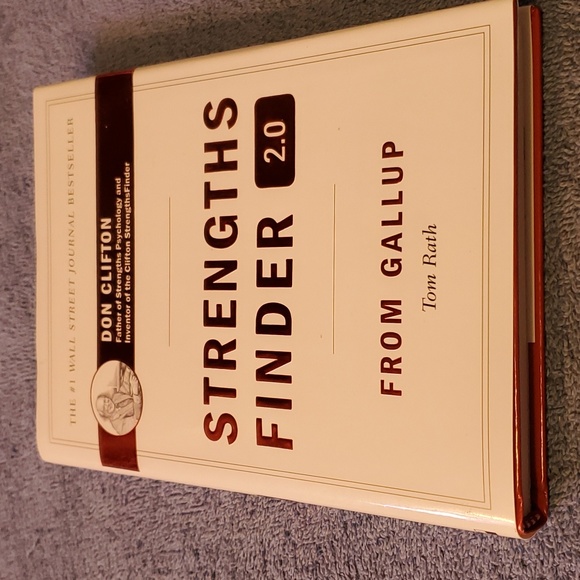 THE #1 WALL STREET JOURNAL BESTSELLER
DON CLIFTON
Father of Strengths Psychology and
Inventor of the Clifton StrengthsFinder
STRENGTHS
FINDER 2.0
FROM GALLUP
Tom Rath